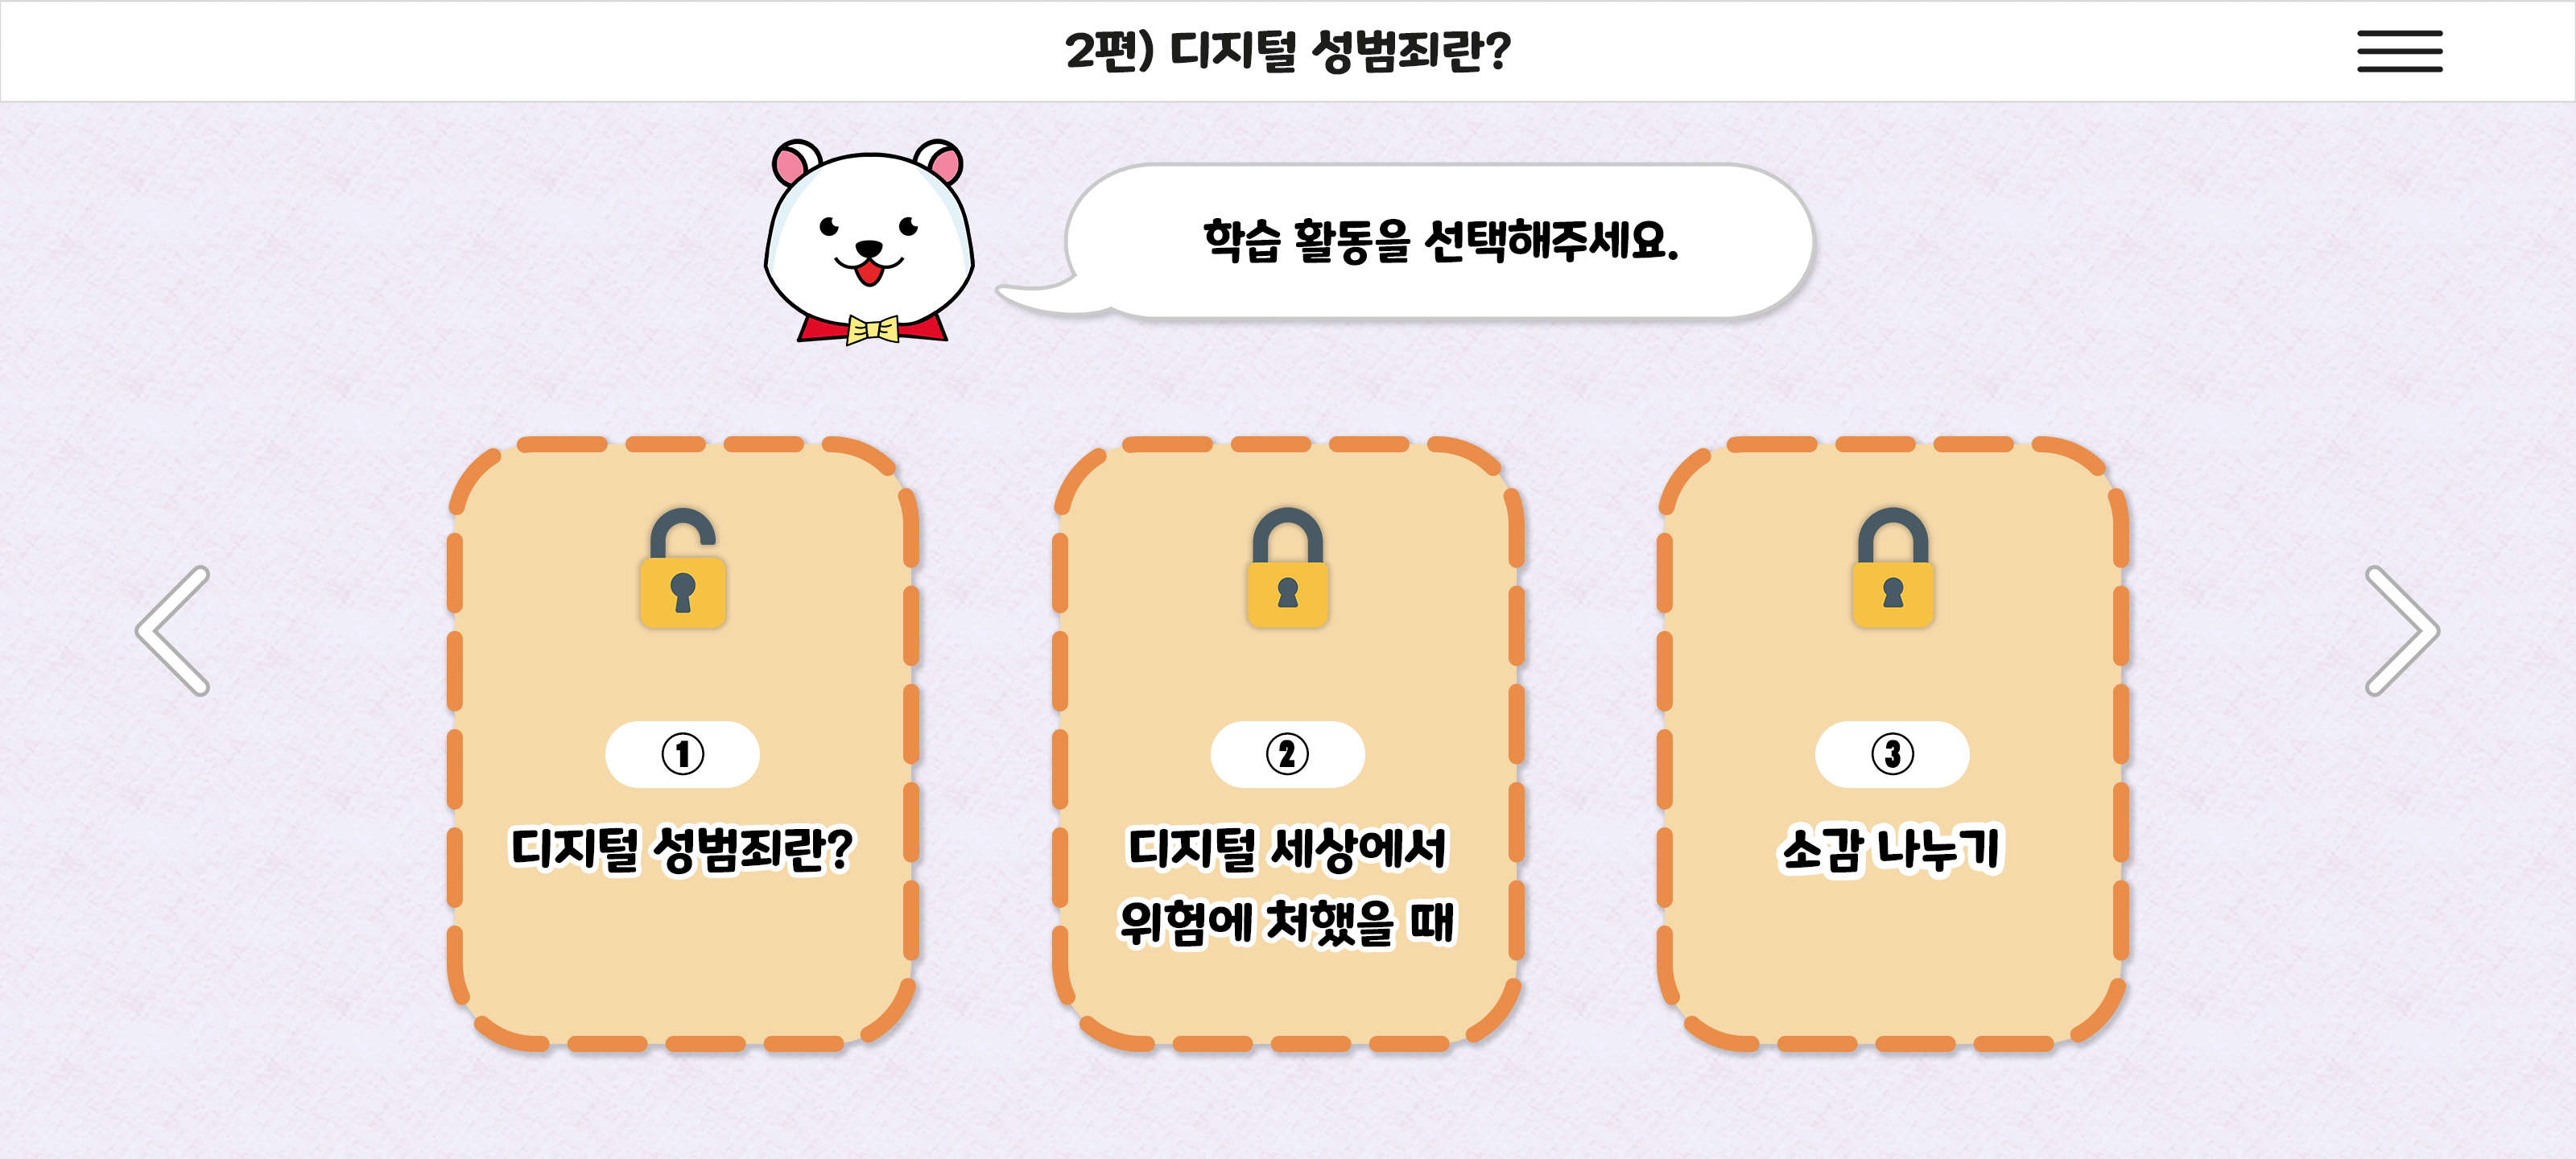 2편) 디지털 성범죄란?
학습 활동을 선택해주세요.
①
디지털 성범죄란?
②
디지털 세상에서
위험에 처했을 때
③
소감 나누기